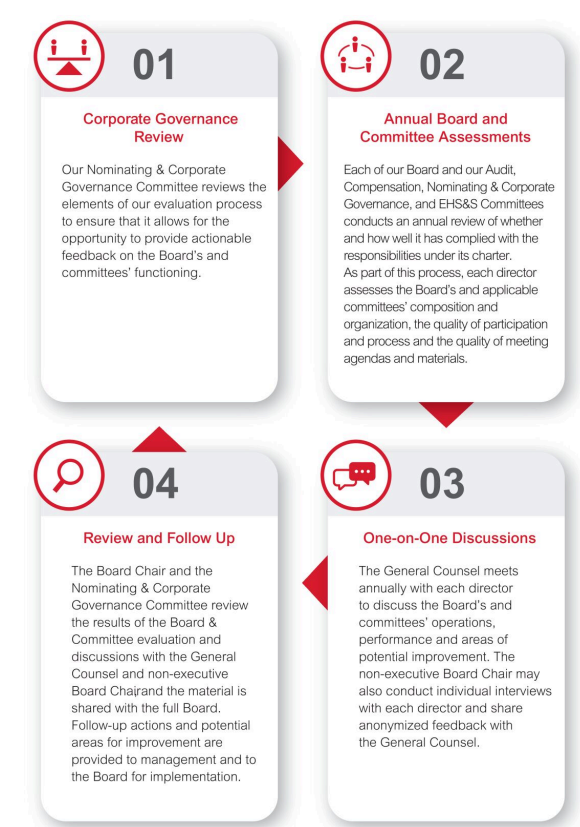 01
Corporate Governance
Review
Our Nominating & Corporate
Governance Committee reviews the
elements of our evaluation process
to ensure that it allows for the
opportunity to provide actionable
feedback on the Board's and
committees' functioning.
02
Annual Board and
Committee Assessments
Each of our Board and our Audit,
Compensation, Nominating & Corporate
Governance, and EHS&S Committees
conducts an annual review of whether
and how well it has complied with the
responsibilities under its charter.
As part of this process, each director
assesses the Board's and applicable
committees' composition and
organization, the quality of participation
and process and the quality of meeting
agendas and materials.
03
One-on-One Discussions
The General Counsel meets
annually with each director
to discuss the Board's and
committees' operations,
performance and areas of
potential improvement. The
non-executive Board Chair may
also conduct individual interviews
with each director and share
anonymized feedback with
the General Counsel.
04
Review and Follow Up
The Board Chair and the
Nominating & Corporate
Governance Committee review
the results of the Board &
Committee evaluation and
discussions with the General
Counsel and non-executive
Board Chair,and the material is
shared with the full Board.
Follow-up actions and potential
areas for improvement are
provided to management and to
the Board for implementation.